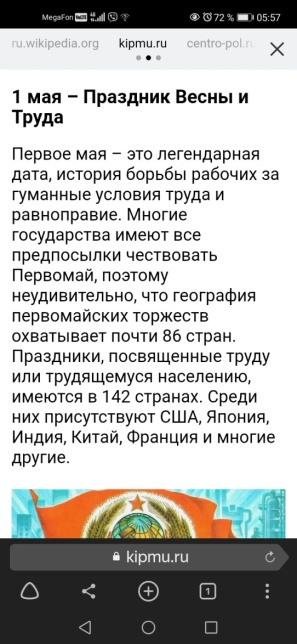 MegaFon 72 % 05:57
ru.wikipedia.org kipmu.ru centro-pol.ru
1 мая – Праздник Весны и
Труда
Первое мая – это легендарная
дата, история борьбы рабочих за
гуманные условия труда и
равноправие. Многие
государства имеют все
предпосылки чествовать
Первомай, поэтому
неудивительно, что география
первомайских торжеств
охватывает почти 86 стран.
Праздники, посвященные труду
или трудящемуся населению,
имеются в 142 странах. Среди
них присутствуют США, Япония,
Индия, Китай, Франция и многие
другие.
kipmu.ru
1